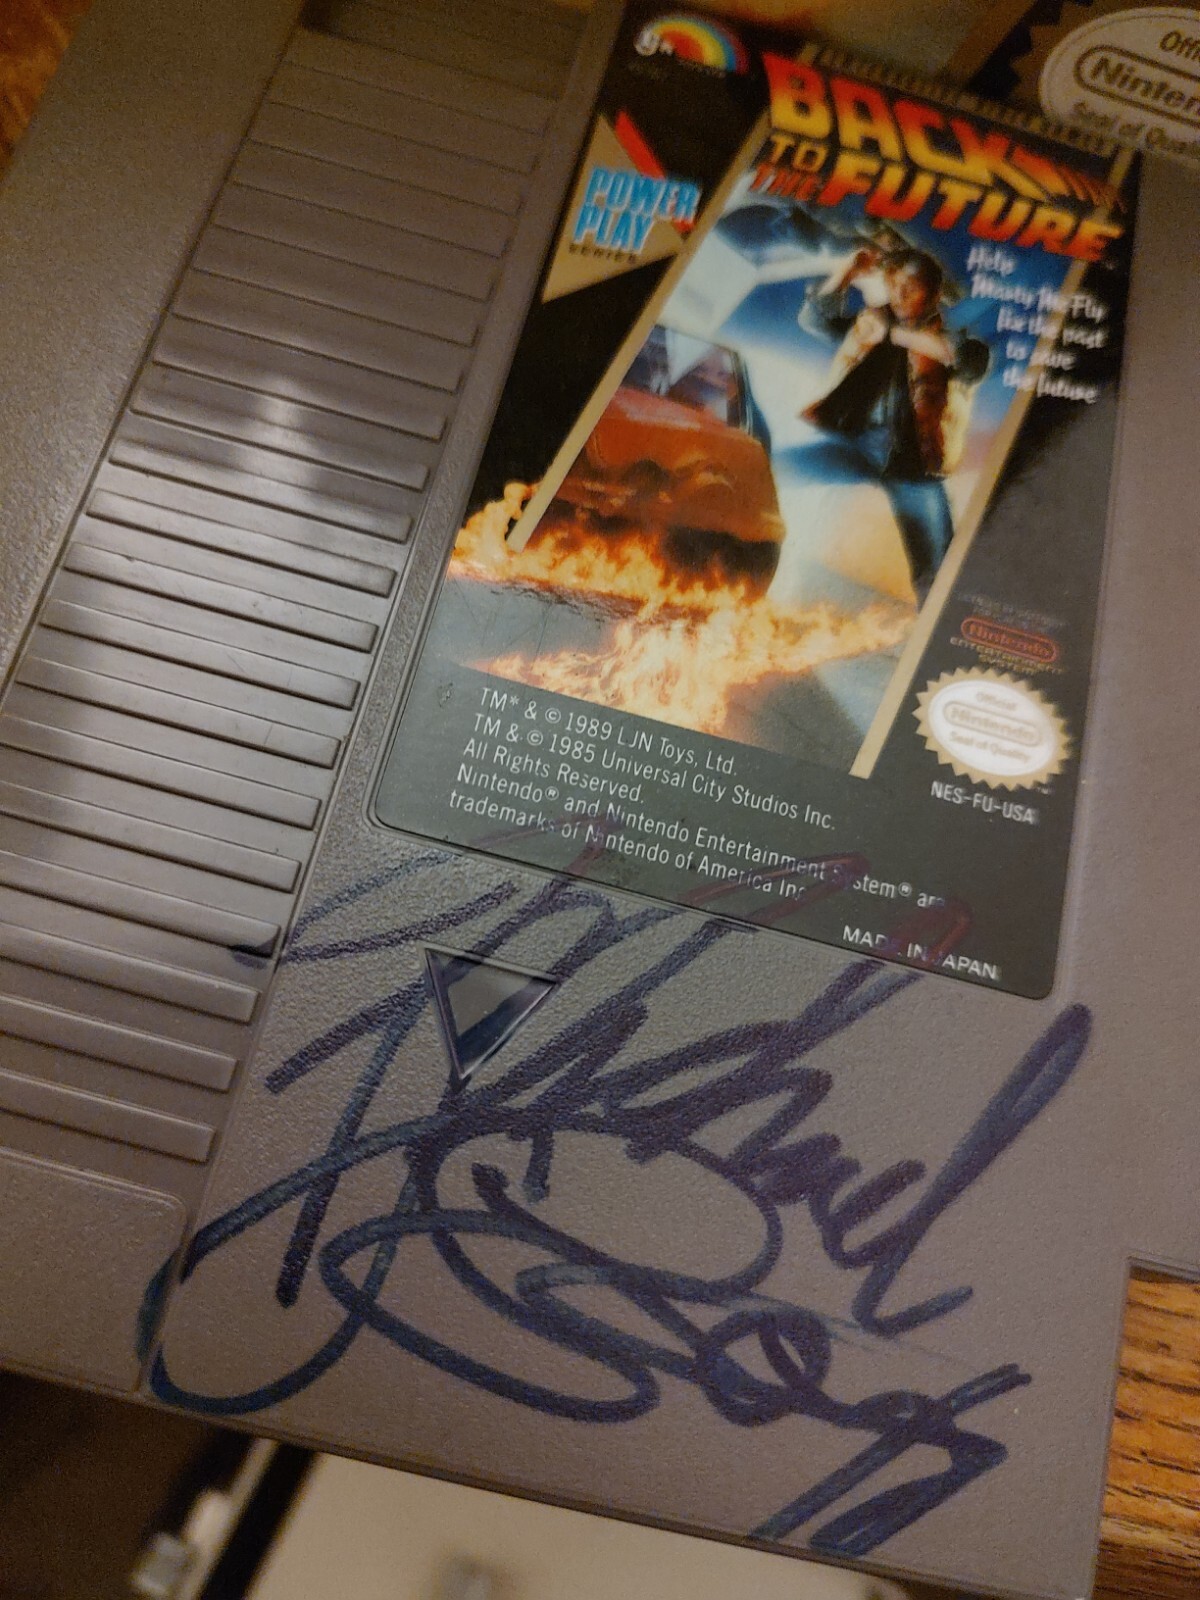 LJN
BACK
TO
THE FUTURE
POWER
PLAY
SERIES
Help
Marty McFly
fix the past
to save
the future
Nintendo
ENTERTAINMENT
SYSTEM
Official
Nintendo
Seal of Quality
NES-FU-USA
TM* & © 1989 LJN Toys, Ltd.
TM & © 1985 Universal City Studios Inc.
All Rights Reserved.
Nintendo® and Nintendo Entertainment System® are
trademarks of Nintendo of America Inc
MADE IN JAPAN
Seal of
Michael